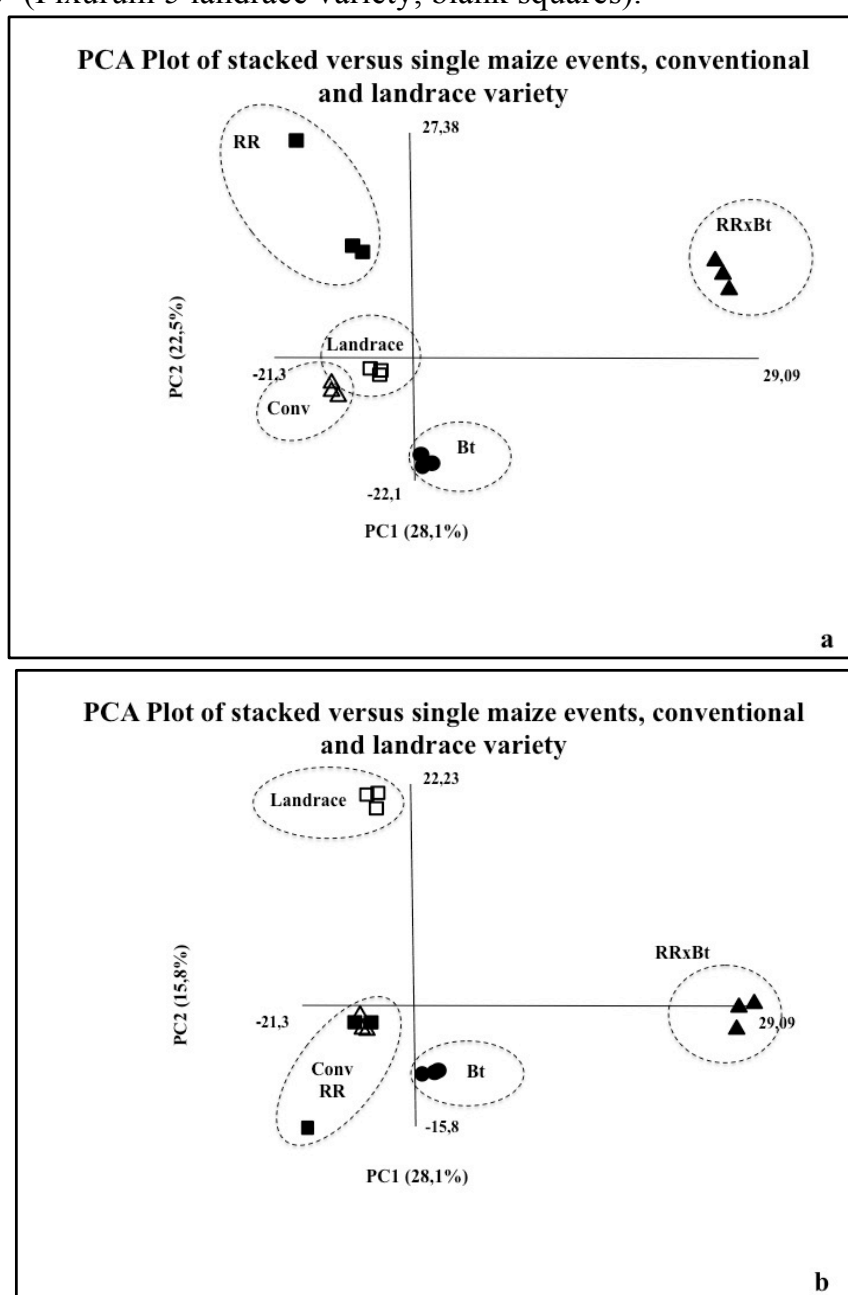 (Pixurum 5 landrace variety; blank squares).
PCA Plot of stacked versus single maize events, conventional
and landrace variety
27,38
RR
RRxBt
PC2 (22,5%)
Landrace
-21,3
29,09
Conv
Bt
-22,1
PC1 (28,1%)
a
PCA Plot of stacked versus single maize events, conventional
and landrace variety
22,23
Landrace
RRxBt
PC2 (15,8%)
-21,3
29,09
Conv
RR
Bt
-15,8
PC1 (28,1%)
b